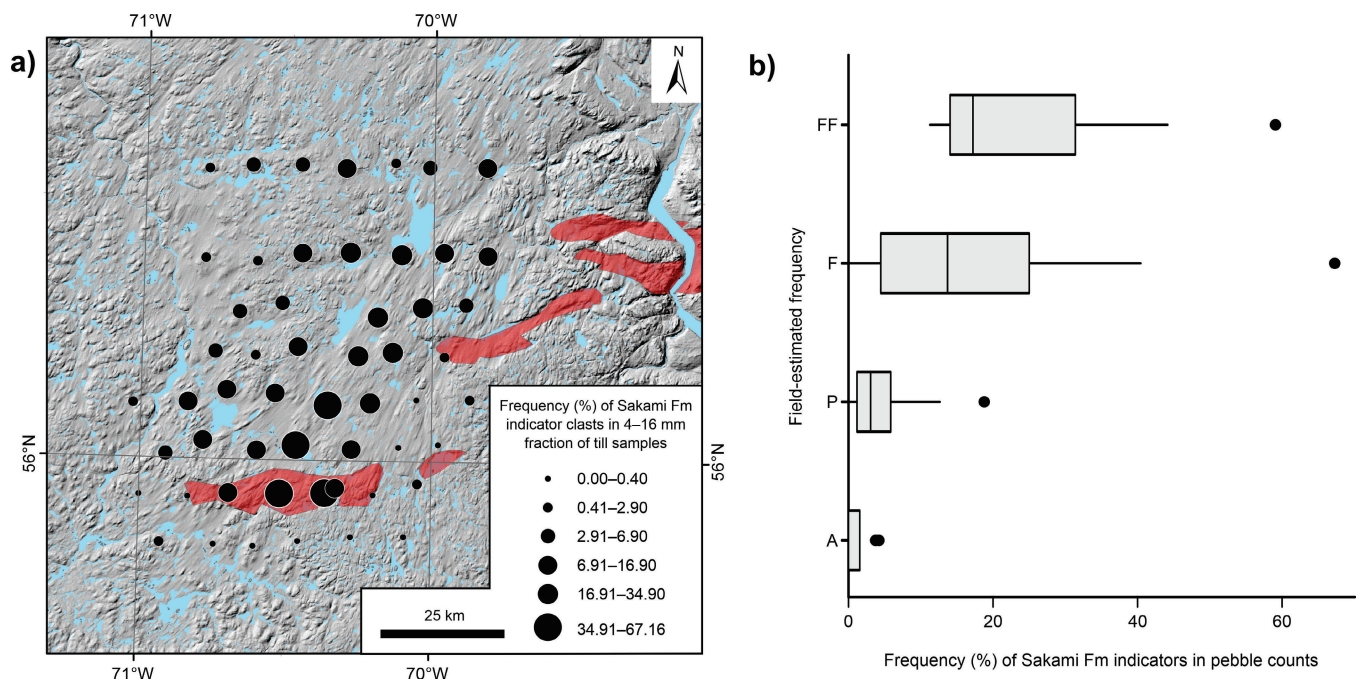 a)
71°W
70°W
N
56°N
56°N
Frequency (%) of Sakami Fm
indicator clasts in 4–16 mm
fraction of till samples
0.00–0.40
0.41–2.90
2.91–6.90
6.91–16.90
16.91–34.90
34.91–67.16
25 km
71°W
70°W
b)
Field-estimated frequency
FF
F
P
A
0
20
40
60
Frequency (%) of Sakami Fm indicators in pebble counts